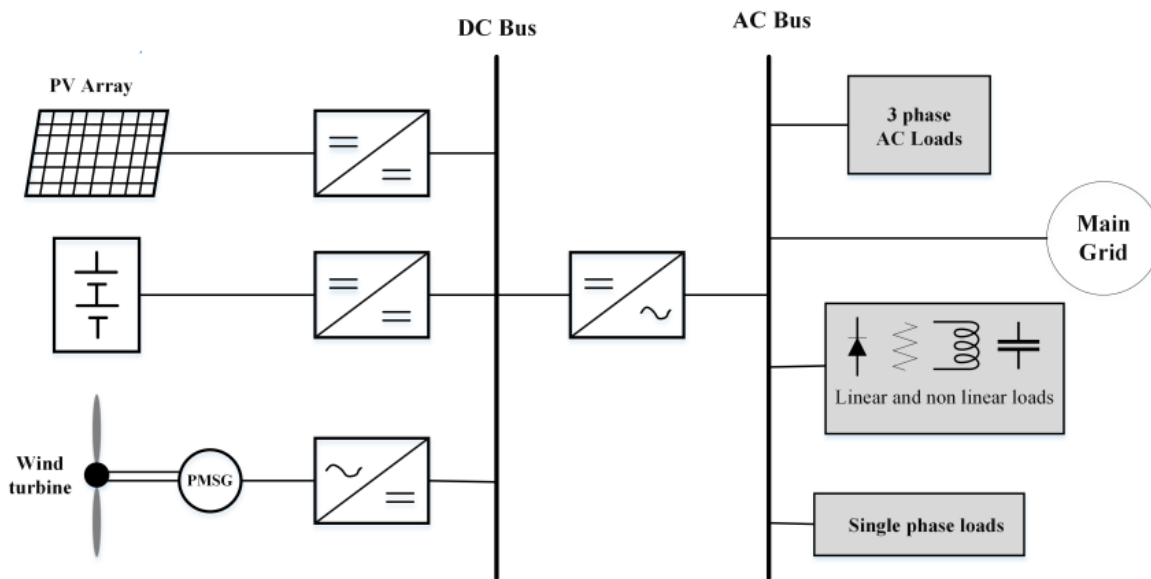 DC Bus
AC Bus
PV Array
3 phase
AC Loads
Main
Grid
Linear and non linear loads
Wind
turbine
PMSG
Single phase loads